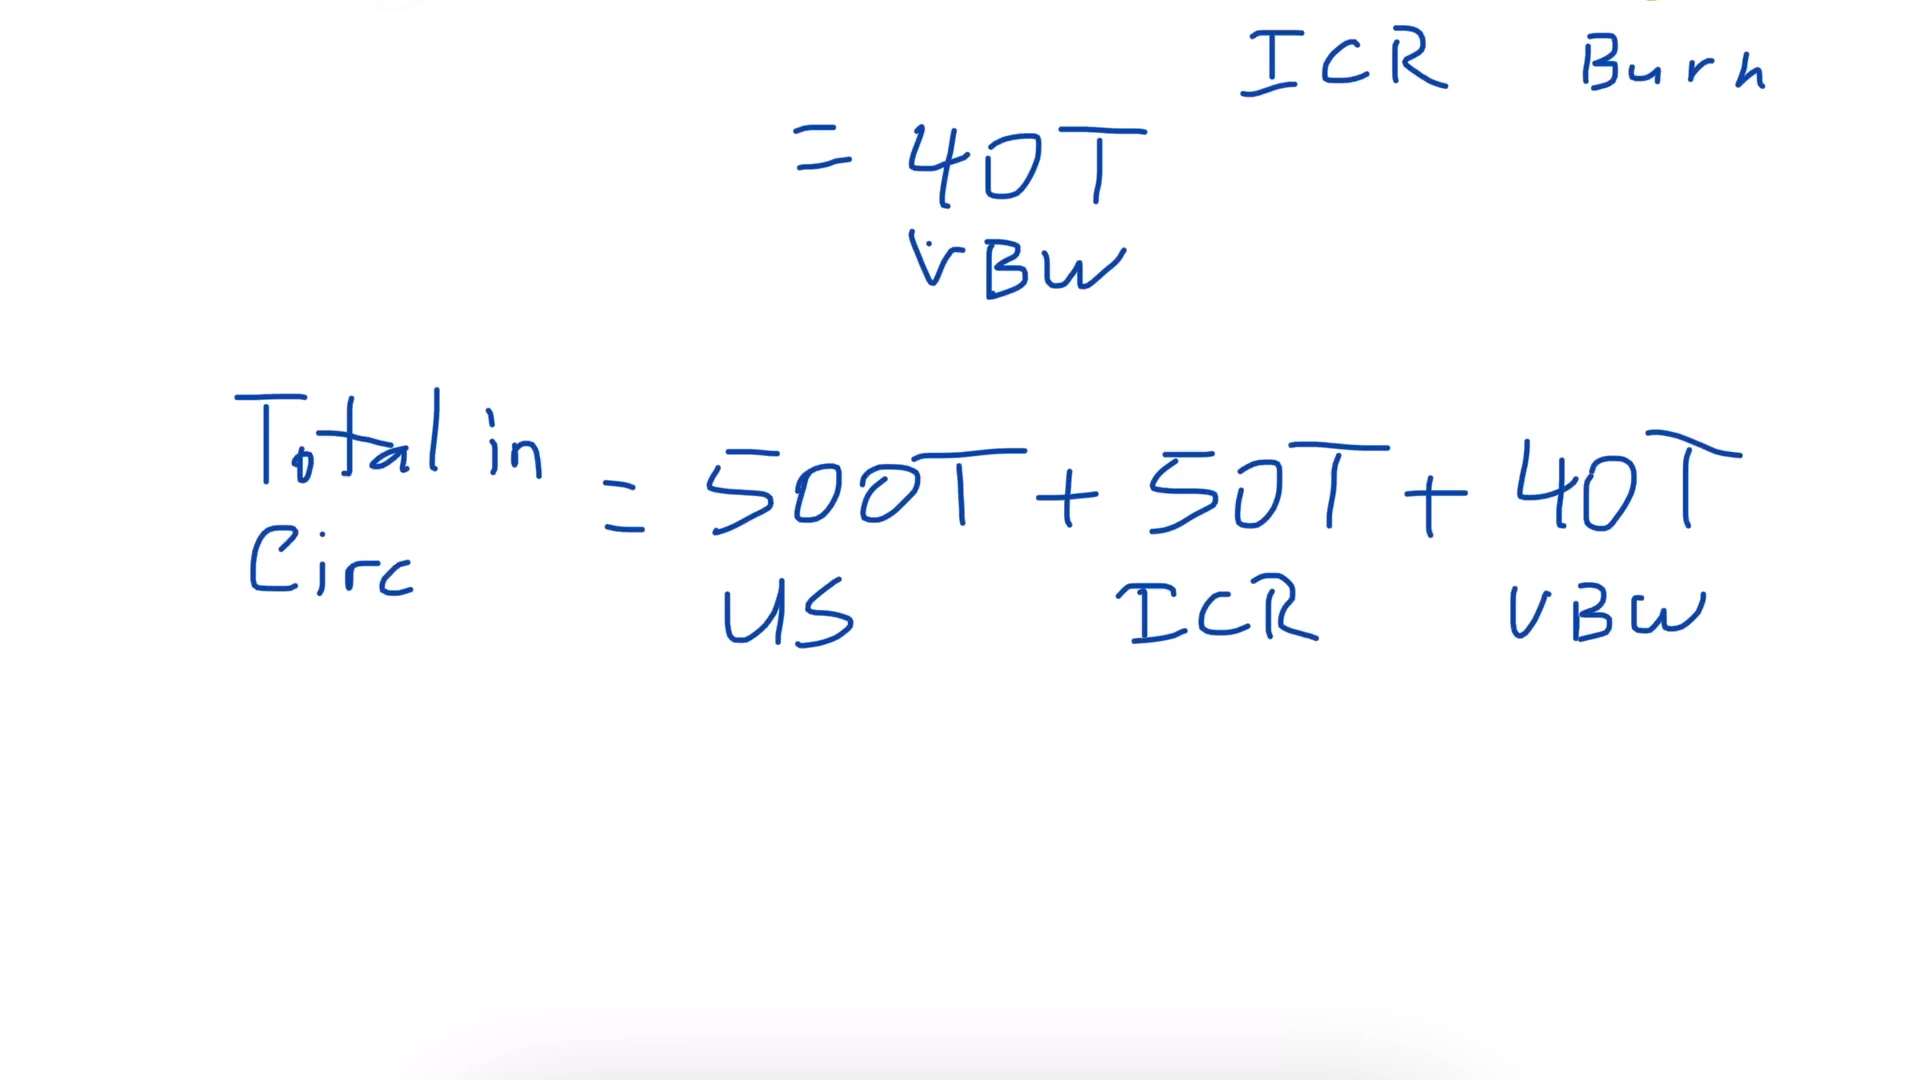 ICR Burn
= 40T
VBW
Total in
Circ
= 500T + 50T + 40T
US ICR VBW